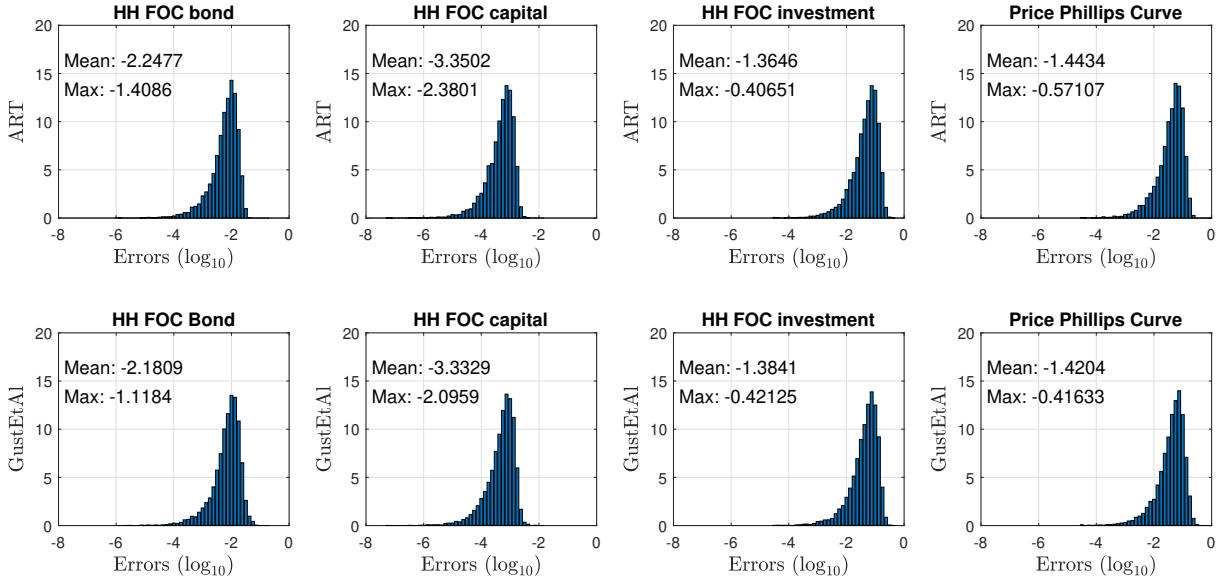 HH FOC bond
ART
20
15
10
5
0
Mean: -2.2477
Max: -1.4086
-8 -6 -4 -2 0
Errors (log10)
HH FOC capital
ART
20
15
10
5
0
Mean: -3.3502
Max: -2.3801
-8 -6 -4 -2 0
Errors (log10)
HH FOC investment
ART
20
15
10
5
0
Mean: -1.3646
Max: -0.40651
-8 -6 -4 -2 0
Errors (log10)
Price Phillips Curve
ART
20
15
10
5
0
Mean: -1.4434
Max: -0.57107
-8 -6 -4 -2 0
Errors (log10)
HH FOC Bond
GustEtAl
20
15
10
5
0
Mean: -2.1809
Max: -1.1184
-8 -6 -4 -2 0
Errors (log10)
HH FOC capital
GustEtAl
20
15
10
5
0
Mean: -3.3329
Max: -2.0959
-8 -6 -4 -2 0
Errors (log10)
HH FOC investment
GustEtAl
20
15
10
5
0
Mean: -1.3841
Max: -0.42125
-8 -6 -4 -2 0
Errors (log10)
Price Phillips Curve
GustEtAl
20
15
10
5
0
Mean: -1.4204
Max: -0.41633
-8 -6 -4 -2 0
Errors (log10)